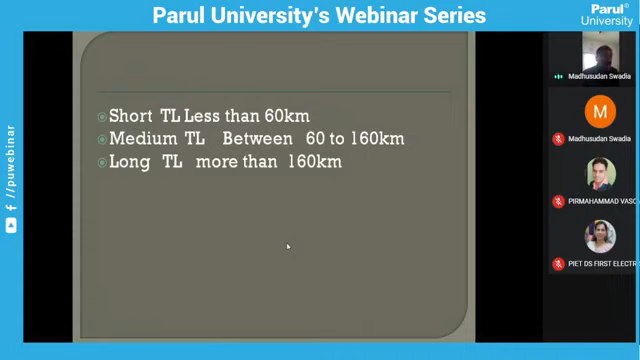 Parul University's Webinar Series
Parul®
University
Short TL Less than 60km
Medium TL Between 60 to 160km
Long TL more than 160km
/puwebinar
Madhusudan Swadia
M
Madhusudan Swadia
PIRMAHAMMAD VASO
PIET DS FIRST ELECTR